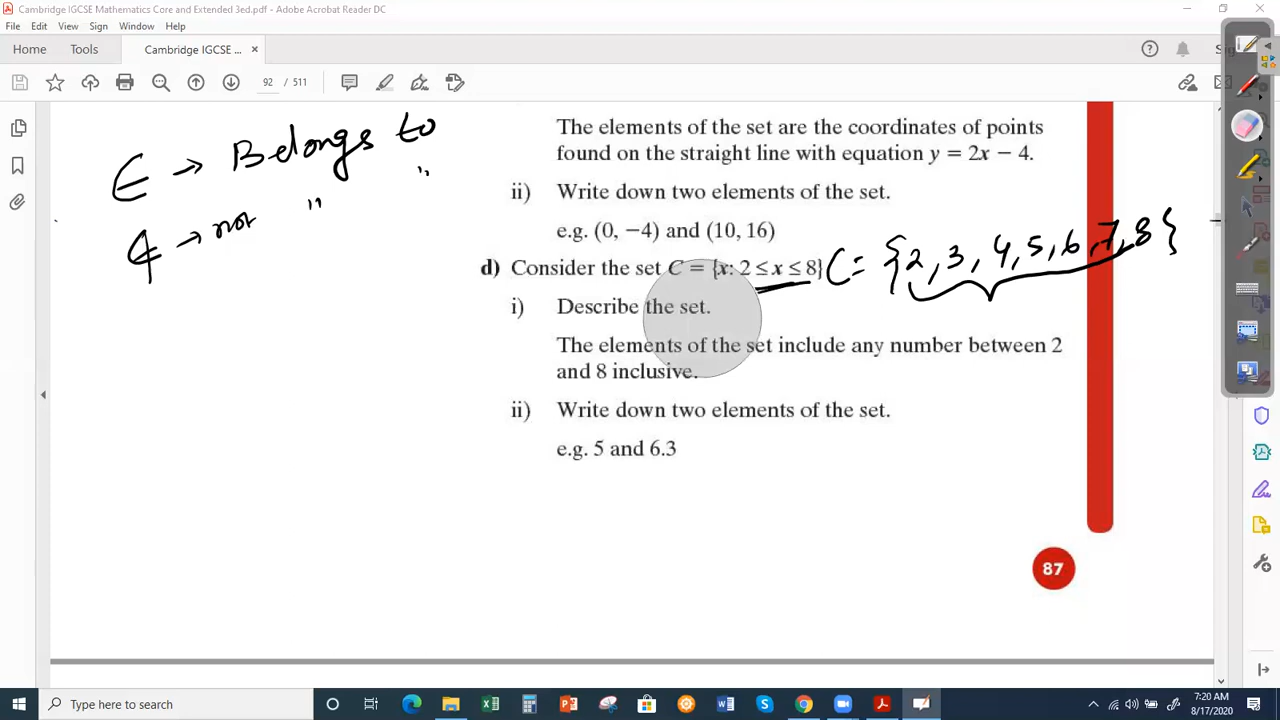 Cambridge IGCSE Mathematics Core and Extended 3ed.pdf - Adobe Acrobat Reader DC
File Edit View Sign Window Help
Home Tools Cambridge IGCSE ... ×
92 / 511
∈ → Belongs to
∉ → not " "
The elements of the set are the coordinates of points
found on the straight line with equation y = 2x − 4.
ii) Write down two elements of the set.
e.g. (0, −4) and (10, 16)
d) Consider the set C = {x: 2 ≤ x ≤ 8} C = {2, 3, 4, 5, 6, 7, 8}
i) Describe the set.
The elements of the set include any number between 2
and 8 inclusive.
ii) Write down two elements of the set.
e.g. 5 and 6.3
87
Type here to search
7:20 AM
8/17/2020